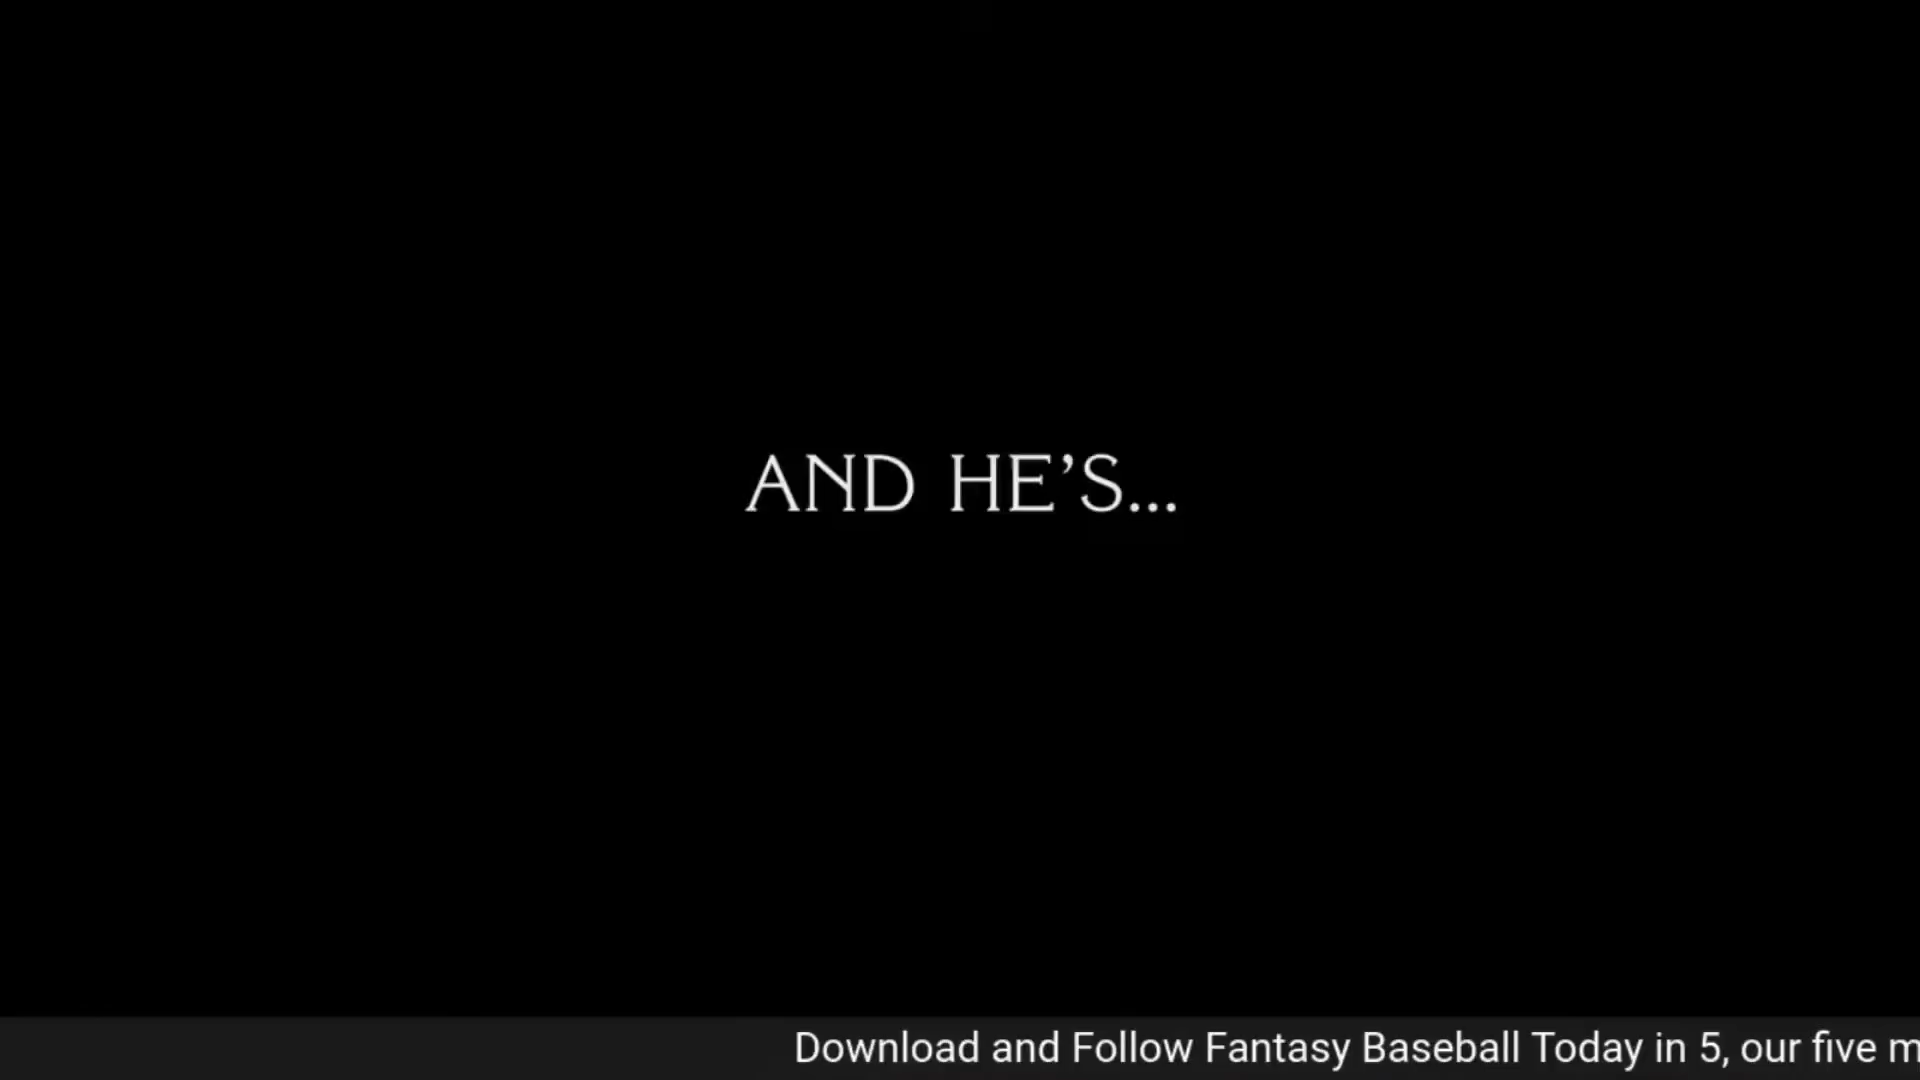 AND HE’S...
Download and Follow Fantasy Baseball Today in 5, our five